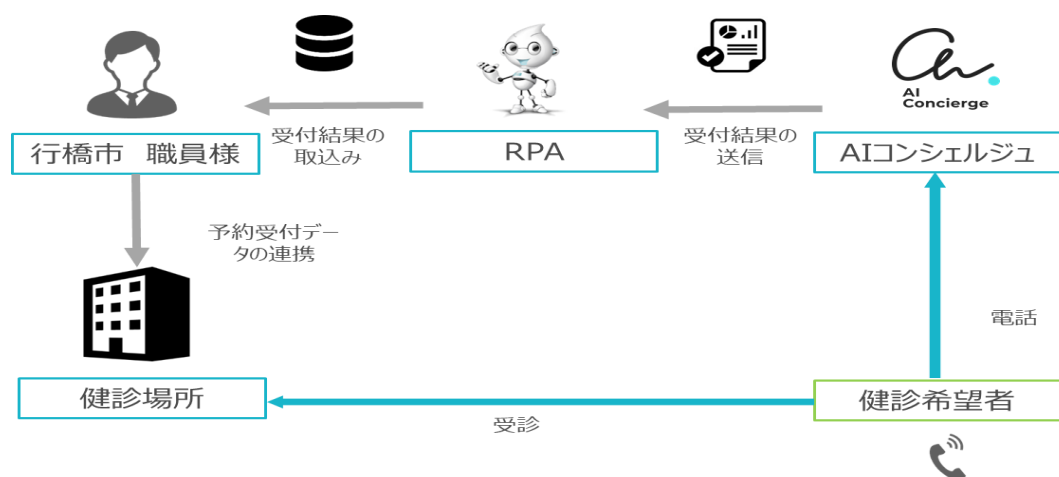 AI
Concierge
受付結果の
取込み
受付結果の
送信
行橋市　職員様
RPA
AIコンシェルジュ
予約受付デー
タの連携
電話
健診場所
健診希望者
受診